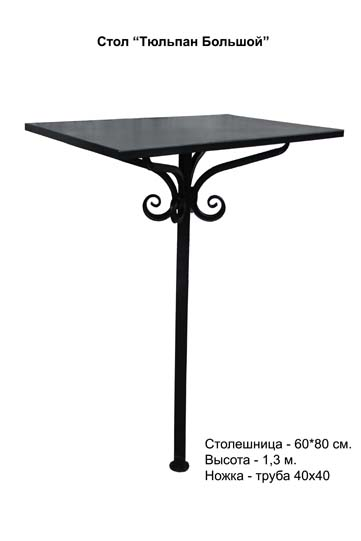 Стол “Тюльпан Большой”
Столешница - 60*80 см.
Высота - 1,3 м.
Ножка - труба 40х40